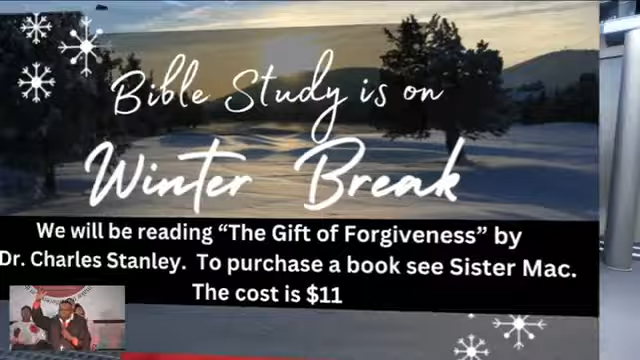 Bible Study is on
Winter Break
We will be reading “The Gift of Forgiveness” by
Dr. Charles Stanley. To purchase a book see Sister Mac.
The cost is $11